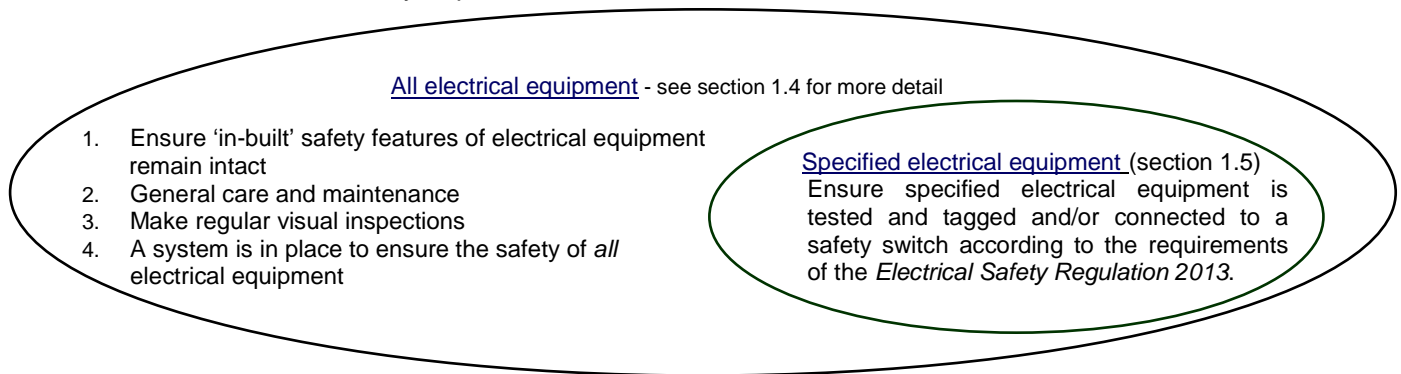 All electrical equipment - see section 1.4 for more detail
1. Ensure ‘in-built’ safety features of electrical equipment
remain intact
2. General care and maintenance
3. Make regular visual inspections
4. A system is in place to ensure the safety of all
electrical equipment
Specified electrical equipment (section 1.5)
Ensure specified electrical equipment is
tested and tagged and/or connected to a
safety switch according to the requirements
of the Electrical Safety Regulation 2013.